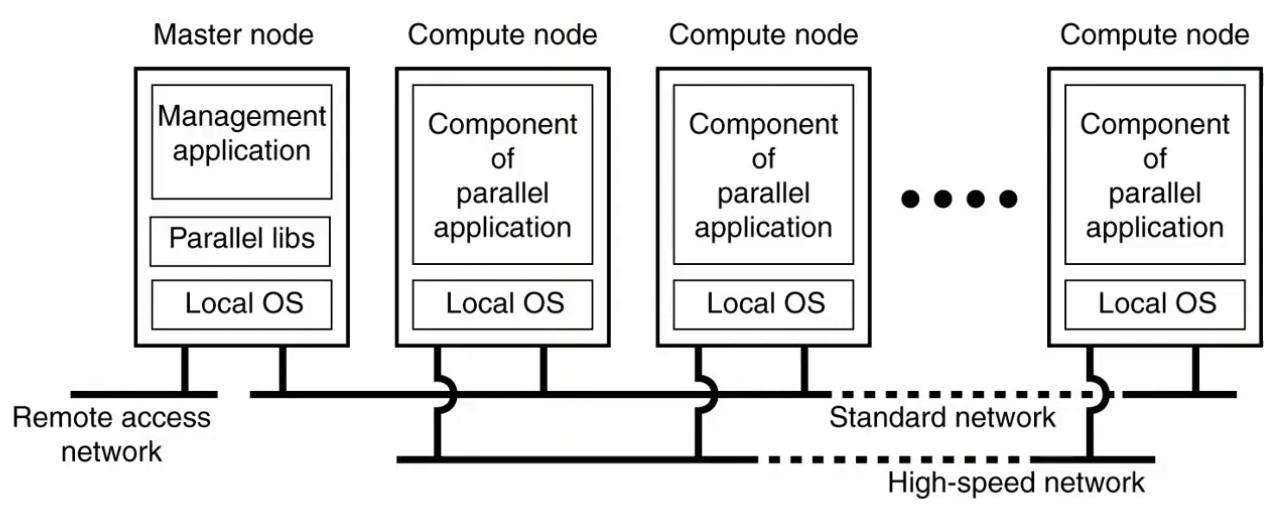 Master node
Compute node
Compute node
Compute node
Management
application
Parallel libs
Local OS
Component
of
parallel
application
Local OS
Component
of
parallel
application
Local OS
Component
of
parallel
application
Local OS
Remote access
network
Standard network
High-speed network